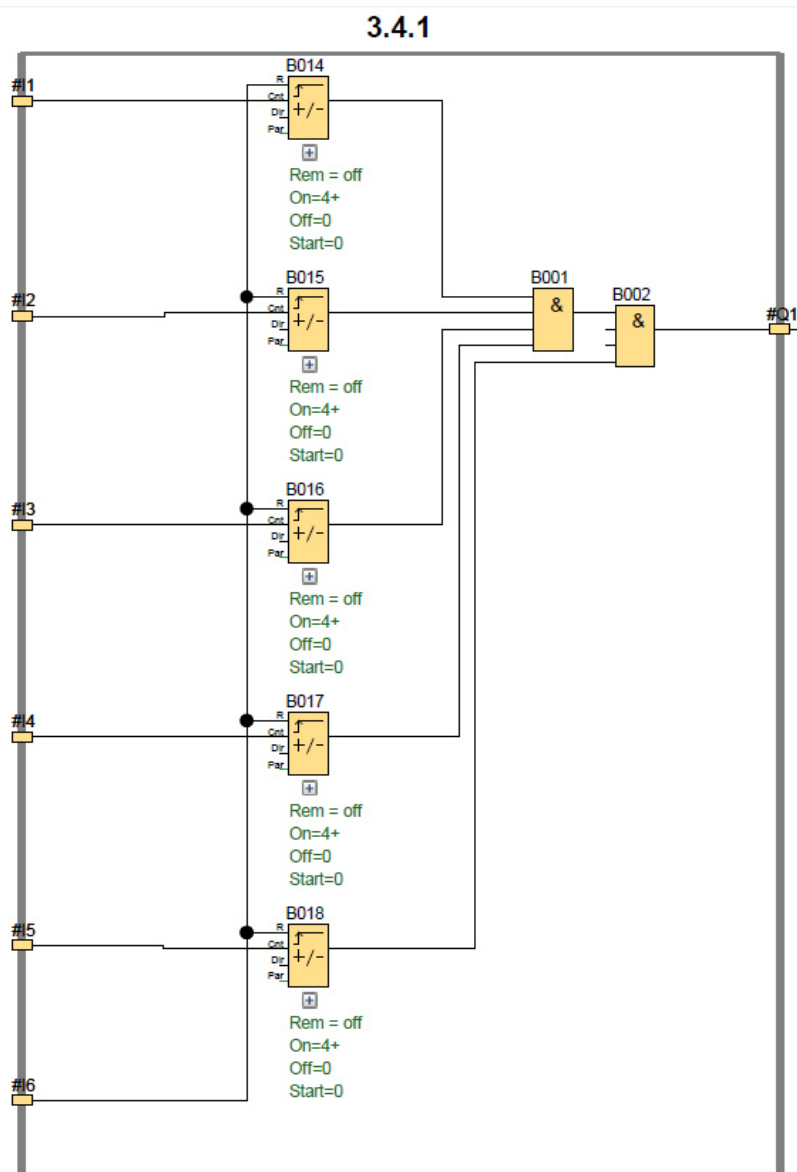 3.4.1
#I1
B014
R
Cnt
Dir
Par
+/-
Rem = off
On=4+
Off=0
Start=0
#I2
B015
R
Cnt
Dir
Par
+/-
Rem = off
On=4+
Off=0
Start=0
B001
&
B002
&
#Q1
#I3
B016
R
Cnt
Dir
Par
+/-
Rem = off
On=4+
Off=0
Start=0
#I4
B017
R
Cnt
Dir
Par
+/-
Rem = off
On=4+
Off=0
Start=0
#I5
B018
R
Cnt
Dir
Par
+/-
Rem = off
On=4+
Off=0
Start=0
#I6